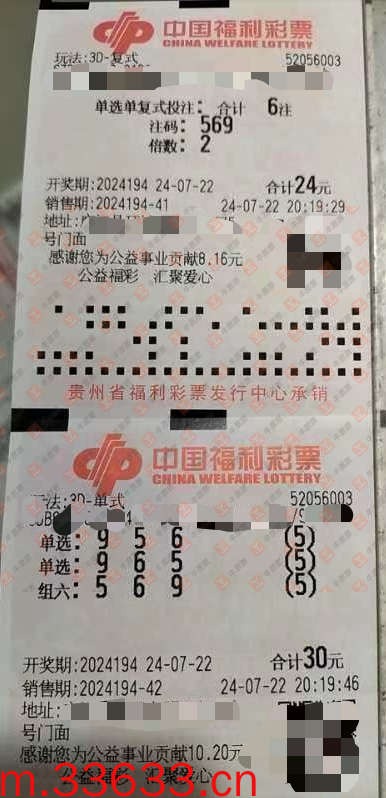 中国福利彩票
CHINA WELFARE LOTTERY
玩法:3D-复式 52056003
单选单复式投注: 合计 6注
注码: 569
倍数: 2
开奖期:2024194 24-07-22 合计24元
销售期:2024194-41 24-07-22 20:19:29
地址:
号门面
感谢您为公益事业贡献8.16元
公益福彩 汇聚爱心
贵州省福利彩票发行中心承销
中国福利彩票
CHINA WELFARE LOTTERY
玩法:3D-单式 52056003
单选: 9 5 6 (5)
单选: 9 6 5 (5)
组六: 5 6 9 (5)
开奖期:2024194 24-07-22 合计30元
销售期:2024194-42 24-07-22 20:19:46
地址:
号门面
感谢您为公益事业贡献10.20元
公益福彩 汇聚爱心
m.33633.cn